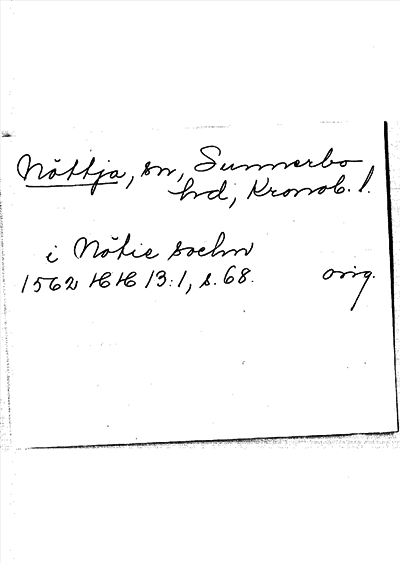 Nöttja, sn, Sunnerbo
hd, Kronob. l.
i Nötie sochn
1562 HH 13:1, s. 68. orig.